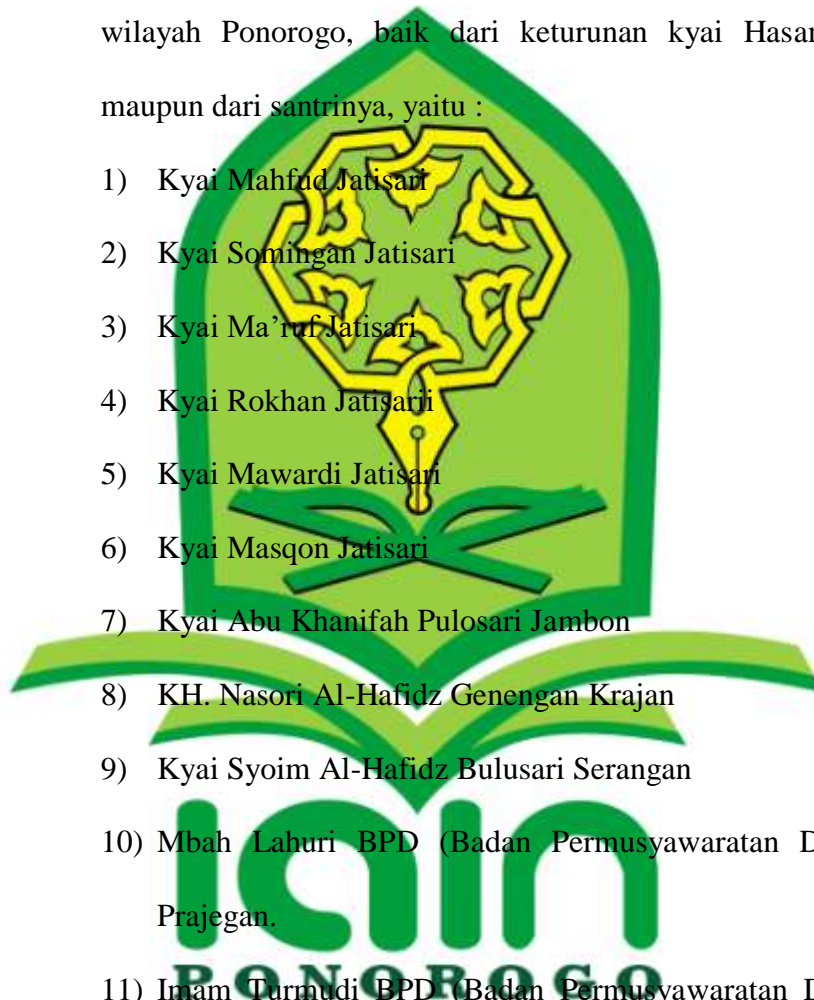 wilayah Ponorogo, baik dari keturunan kyai Hasan
maupun dari santrinya, yaitu :
1) Kyai Mahfud Jatisari
2) Kyai Somingan Jatisari
3) Kyai Ma’ruf Jatisari
4) Kyai Rokhan Jatisarii
5) Kyai Mawardi Jatisari
6) Kyai Masqon Jatisari
7) Kyai Abu Khanifah Pulosari Jambon
8) KH. Nasori Al-Hafidz Genengan Krajan
9) Kyai Syoim Al-Hafidz Bulusari Serangan
10) Mbah Lahuri BPD (Badan Permusyawaratan D
Prajegan.
iain
PONOROGO
11) Imam Turmudi BPD (Badan Permusyawaratan D